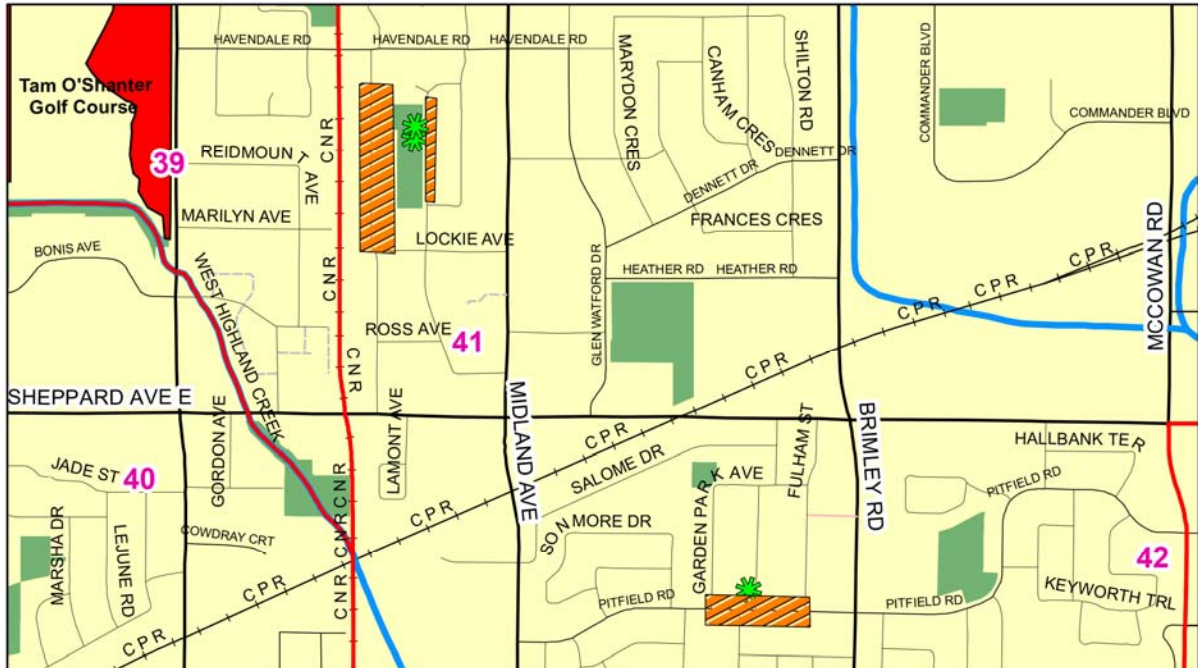 HAVENDALE RD
HAVENDALE RD
HAVENDALE RD
MARYDON CRES
CANHAM CRES
SHILTON RD
COMMANDER BLVD
COMMANDER BLVD
Tam O'Shanter
Golf Course
CNR
39
REIDMOUNT AVE
DENNETT DR
DENNETT DR
MARILYN AVE
FRANCES CRES
LOCKIE AVE
BONIS AVE
WEST HIGHLAND CREEK
CNR
GLEN WATFORD DR
HEATHER RD
HEATHER RD
CPR
CPR
MCCOWAN RD
ROSS AVE
41
CNR
CPR
SHEPPARD AVE E
MIDLAND AVE
BRIMLEY RD
GORDON AVE
LAMONT AVE
CPR
FULHAM ST
HALLBANK TER
JADE ST
40
CNR
SALOME DR
GARDEN PARK AVE
PITFIELD RD
MARSHA DR
LEJUNE RD
COWDRAY CRT
CNR
CPR
SONMORE DR
42
KEYWORTH TRL
CPR
CNR
PITFIELD RD
PITFIELD RD
CPR